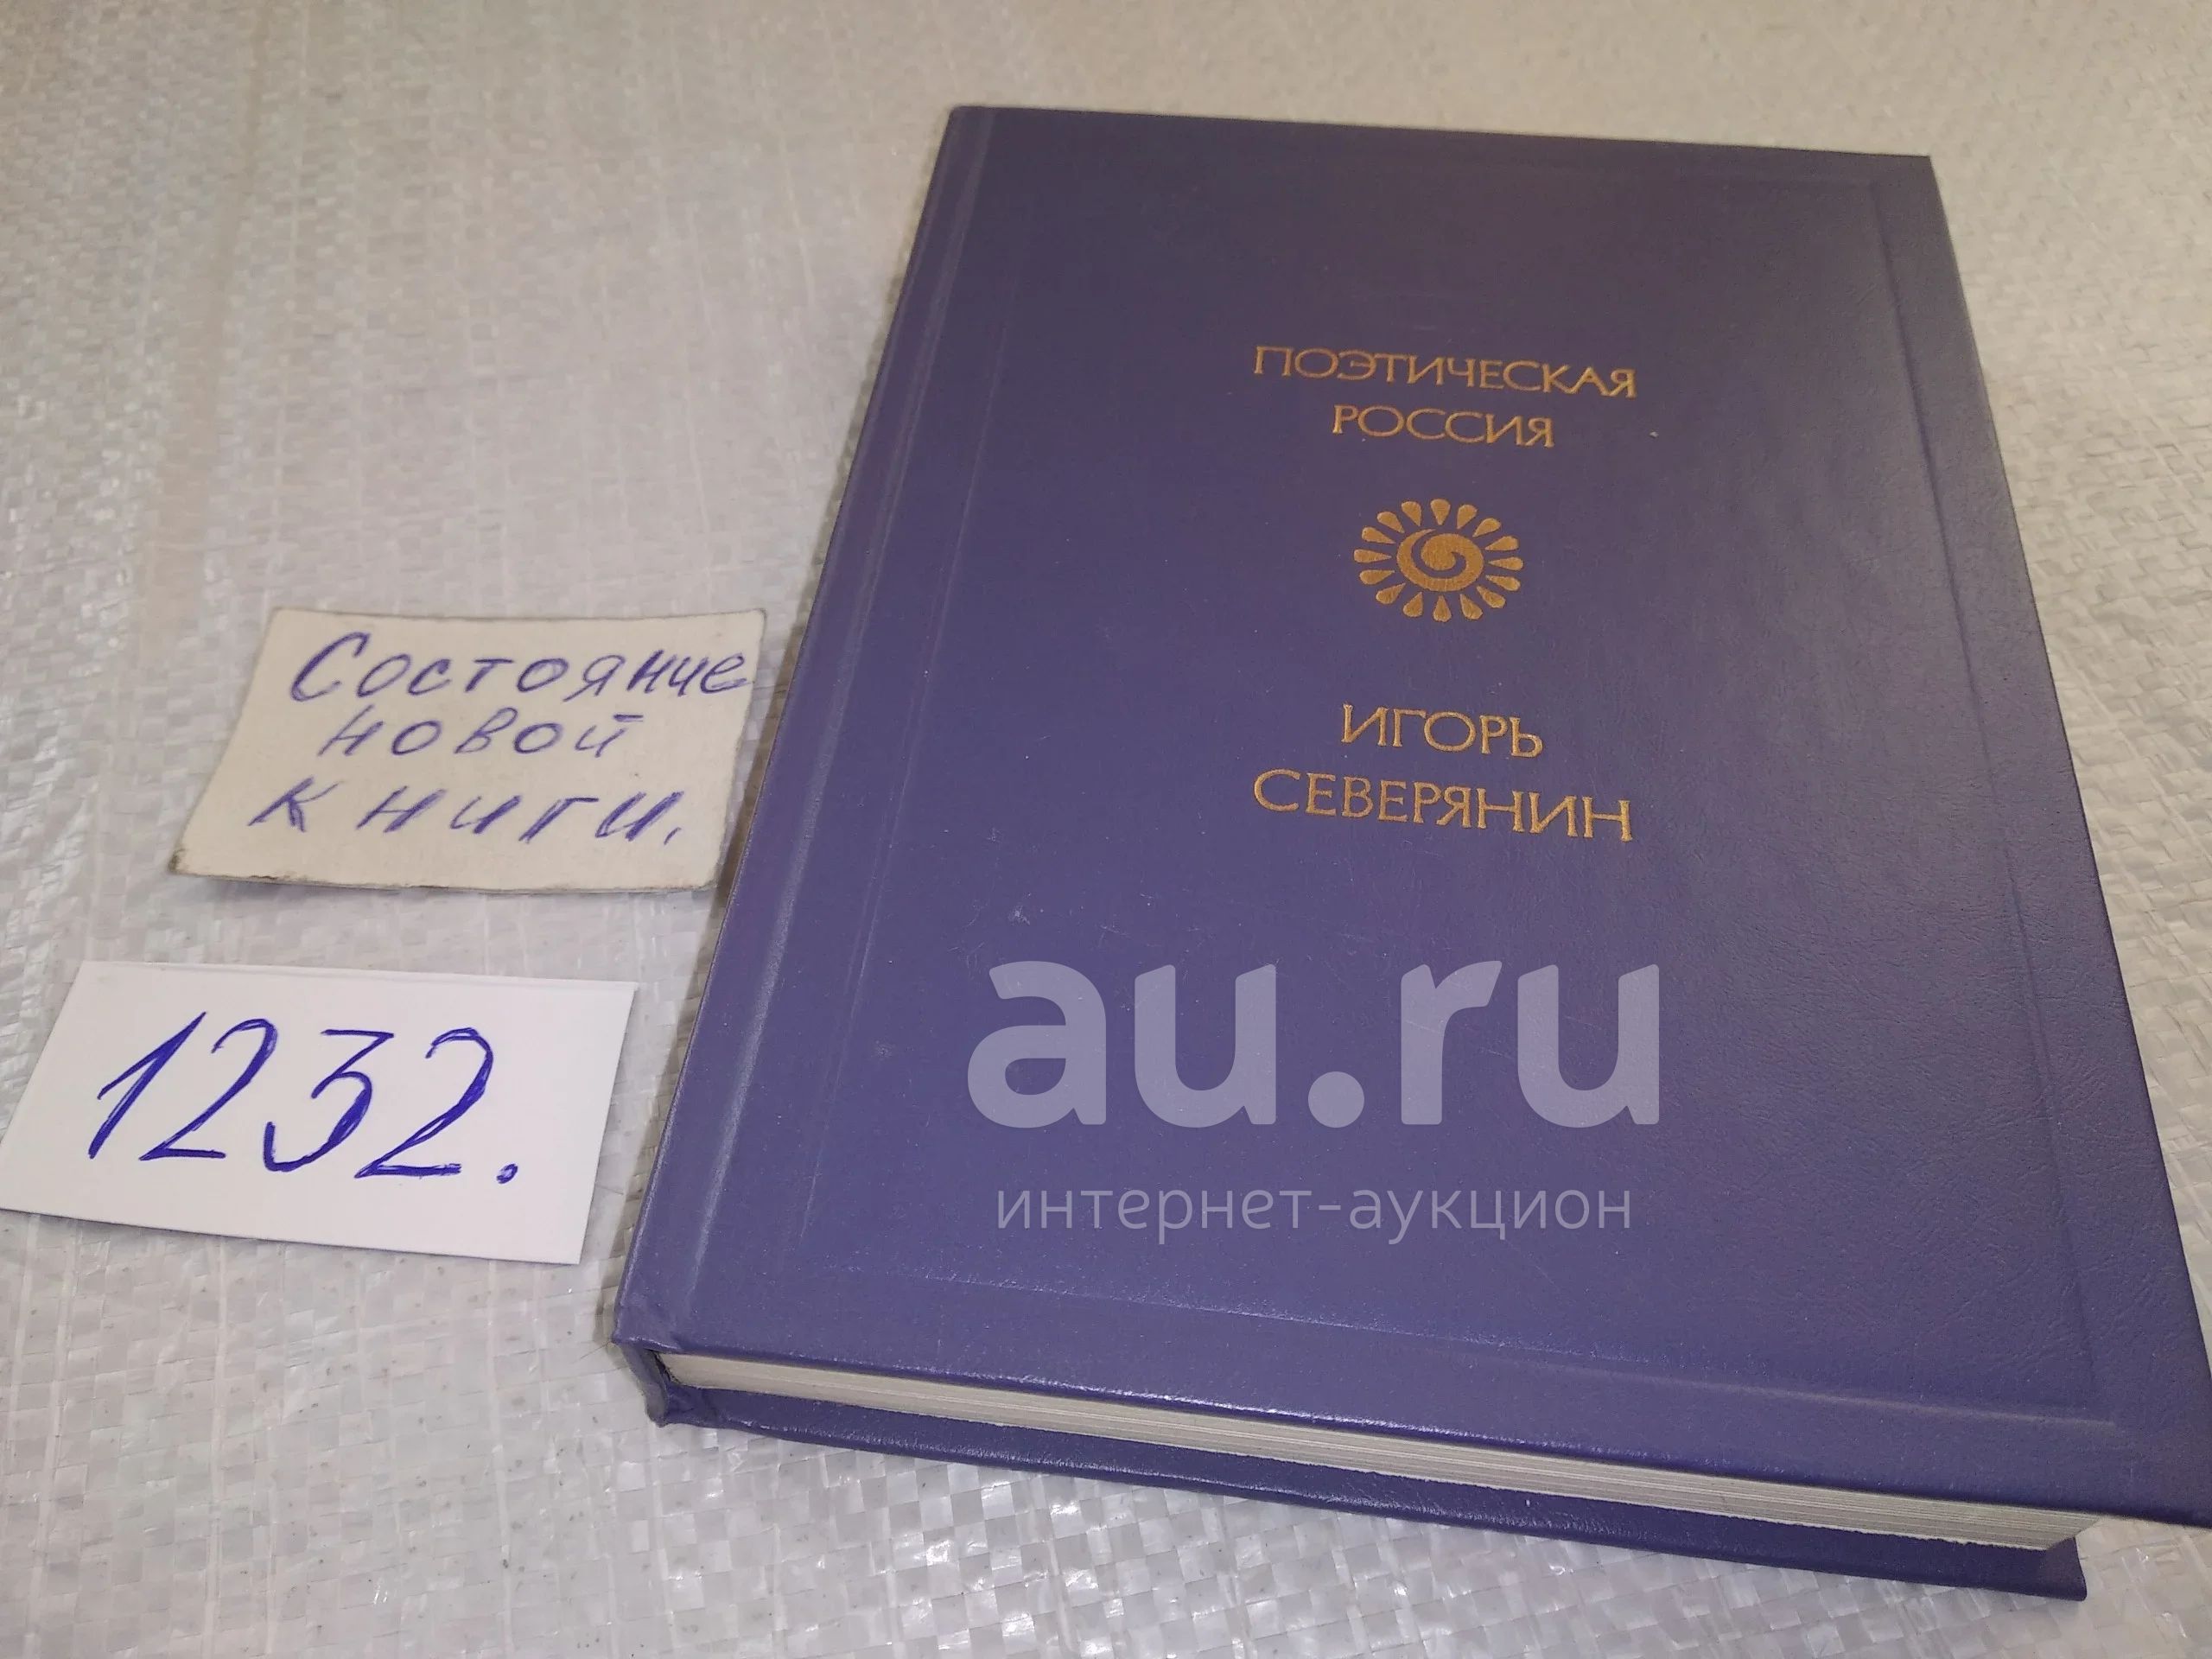 ПОЭТИЧЕСКАЯ
РОССИЯ
ИГОРЬ
СЕВЕРЯНИН
Состояние
новой
книги.
1232.
au.ru
интернет-аукцион